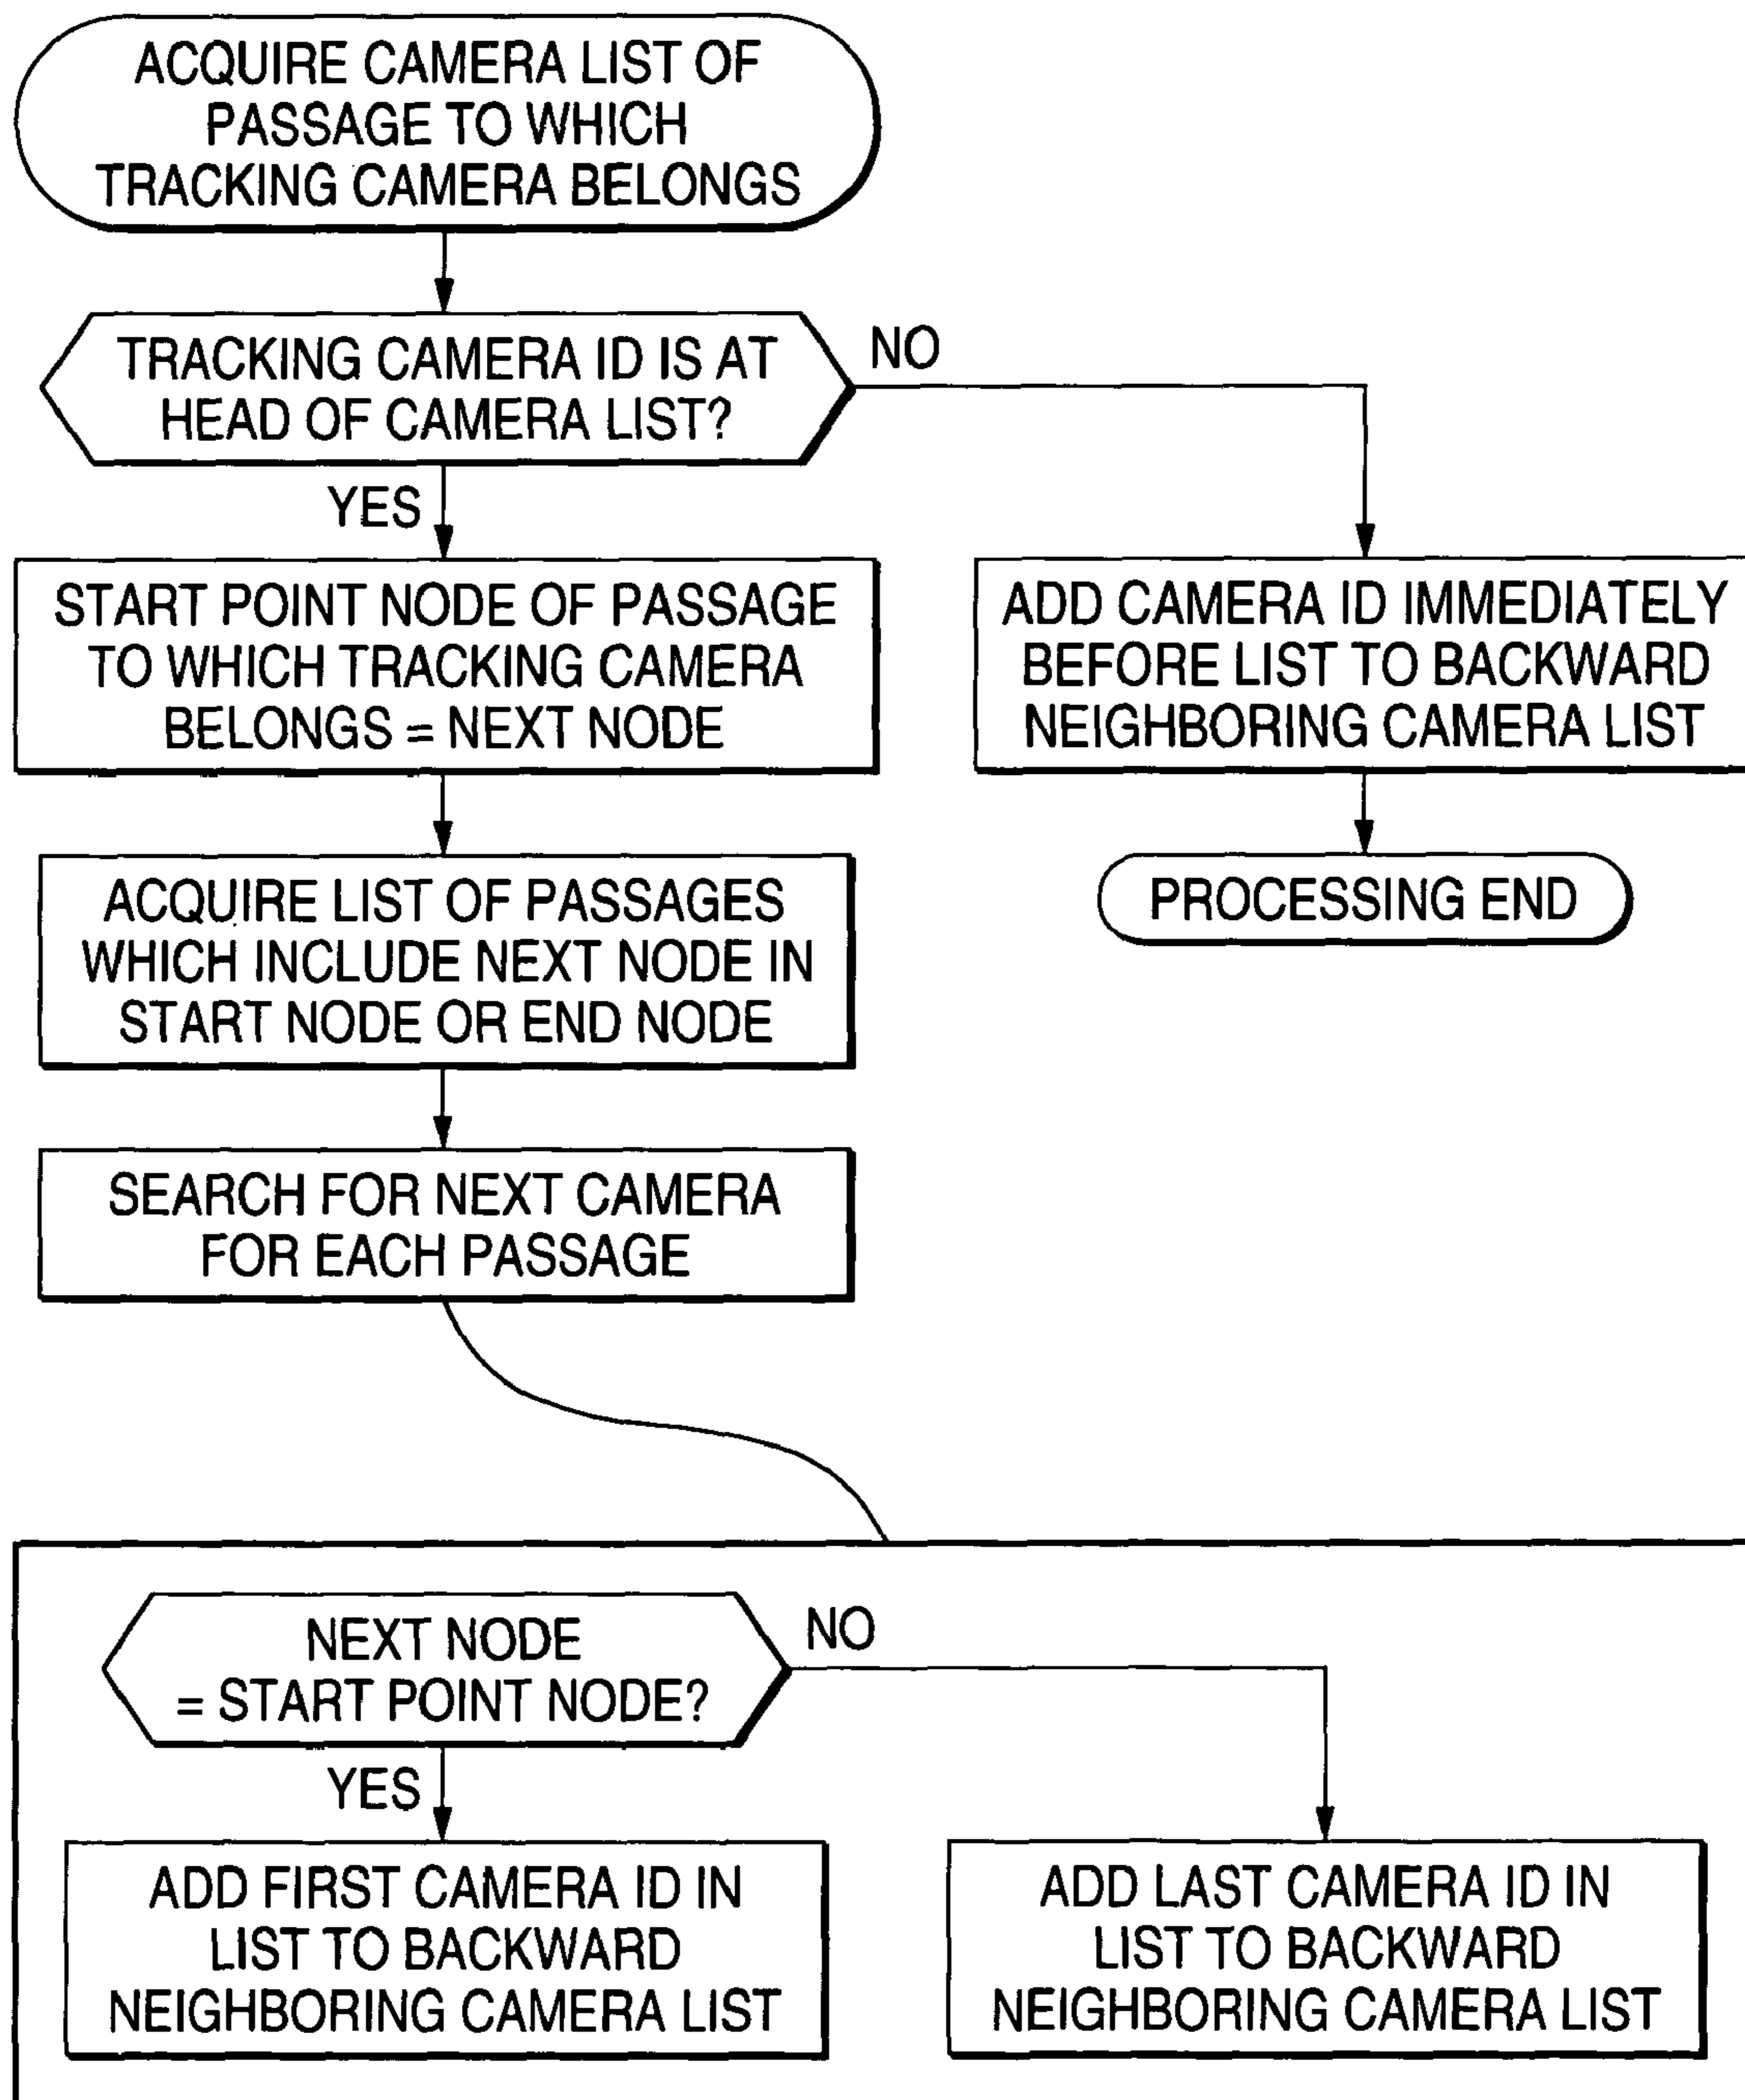 ACQUIRE CAMERA LIST OF
PASSAGE TO WHICH
TRACKING CAMERA BELONGS
TRACKING CAMERA ID IS AT
HEAD OF CAMERA LIST?
NO
YES
START POINT NODE OF PASSAGE
TO WHICH TRACKING CAMERA
BELONGS = NEXT NODE
ADD CAMERA ID IMMEDIATELY
BEFORE LIST TO BACKWARD
NEIGHBORING CAMERA LIST
ACQUIRE LIST OF PASSAGES
WHICH INCLUDE NEXT NODE IN
START NODE OR END NODE
PROCESSING END
SEARCH FOR NEXT CAMERA
FOR EACH PASSAGE
NEXT NODE
= START POINT NODE?
NO
YES
ADD FIRST CAMERA ID IN
LIST TO BACKWARD
NEIGHBORING CAMERA LIST
ADD LAST CAMERA ID IN
LIST TO BACKWARD
NEIGHBORING CAMERA LIST